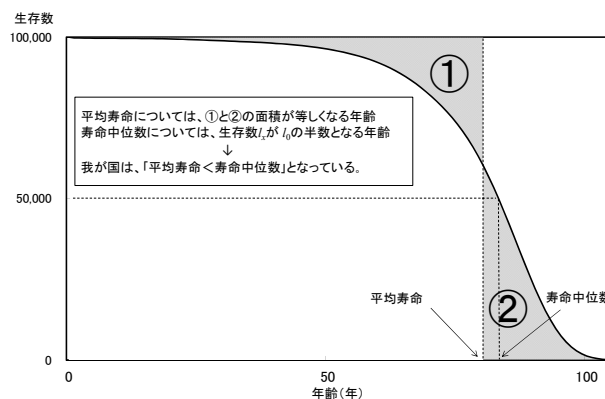 生存数
100,000
①
平均寿命については、①と②の面積が等しくなる年齢
寿命中位数については、生存数lₓが l₀の半数となる年齢
↓
我が国は、「平均寿命＜寿命中位数」となっている。
50,000
平均寿命
②
寿命中位数
0
0
50
100
年齢(年)